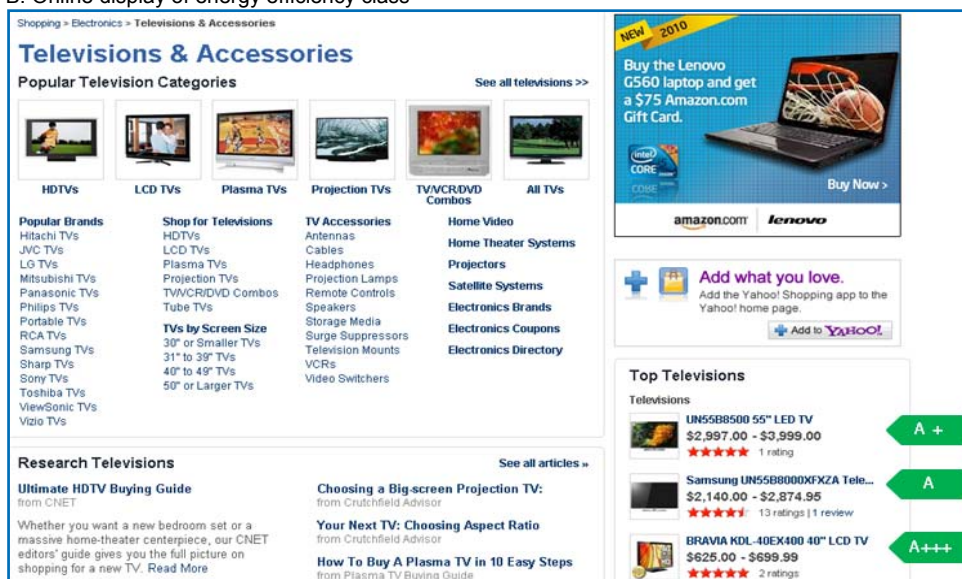 B. Online display of energy efficiency class
Shopping > Electronics > Televisions & Accessories
Televisions & Accessories
Popular Television Categories
See all televisions >>
HDTVs
LCD TVs
Plasma TVs
Projection TVs
TV/VCR/DVD
Combos
All TVs
Popular Brands
Hitachi TVs
JVC TVs
LG TVs
Mitsubishi TVs
Panasonic TVs
Philips TVs
Portable TVs
RCA TVs
Samsung TVs
Sharp TVs
Sony TVs
Toshiba TVs
ViewSonic TVs
Vizio TVs
Shop for Televisions
HDTVs
LCD TVs
Plasma TVs
Projection TVs
TV/VCR/DVD Combos
Tube TVs
TVs by Screen Size
30" or Smaller TVs
31" to 39" TVs
40" to 49" TVs
50" or Larger TVs
TV Accessories
Antennas
Cables
Headphones
Projection Lamps
Remote Controls
Speakers
Storage Media
Surge Suppressors
Television Mounts
VCRs
Video Switchers
Home Video
Home Theater Systems
Projectors
Satellite Systems
Electronics Brands
Electronics Coupons
Electronics Directory
Research Televisions
See all articles »
Ultimate HDTV Buying Guide
from CNET
Whether you want a new bedroom set or a
massive home-theater centerpiece, our CNET
editors' guide gives you the full picture on
shopping for a new TV. Read More
Choosing a Big-screen Projection TV:
from Crutchfield Advisor
Your Next TV: Choosing Aspect Ratio
from Crutchfield Advisor
How To Buy A Plasma TV in 10 Easy Steps
from Plasma TV Buying Guide
NEW 2010
Buy the Lenovo
G560 laptop and get
a $75 Amazon.com
Gift Card.
intel
CORE
Buy Now >
amazon.com
lenovo
Add what you love.
Add the Yahoo! Shopping app to the
Yahoo! home page.
Add to YAHOO!
Top Televisions
Televisions
UN55B8500 55" LED TV
$2,997.00 - $3,999.00
1 rating
A +
Samsung UN55B8000XFXZA Tele...
$2,140.00 - $2,874.95
13 ratings | 1 review
A
BRAVIA KDL-40EX400 40" LCD TV
$625.00 - $699.99
2 ratings
A+++